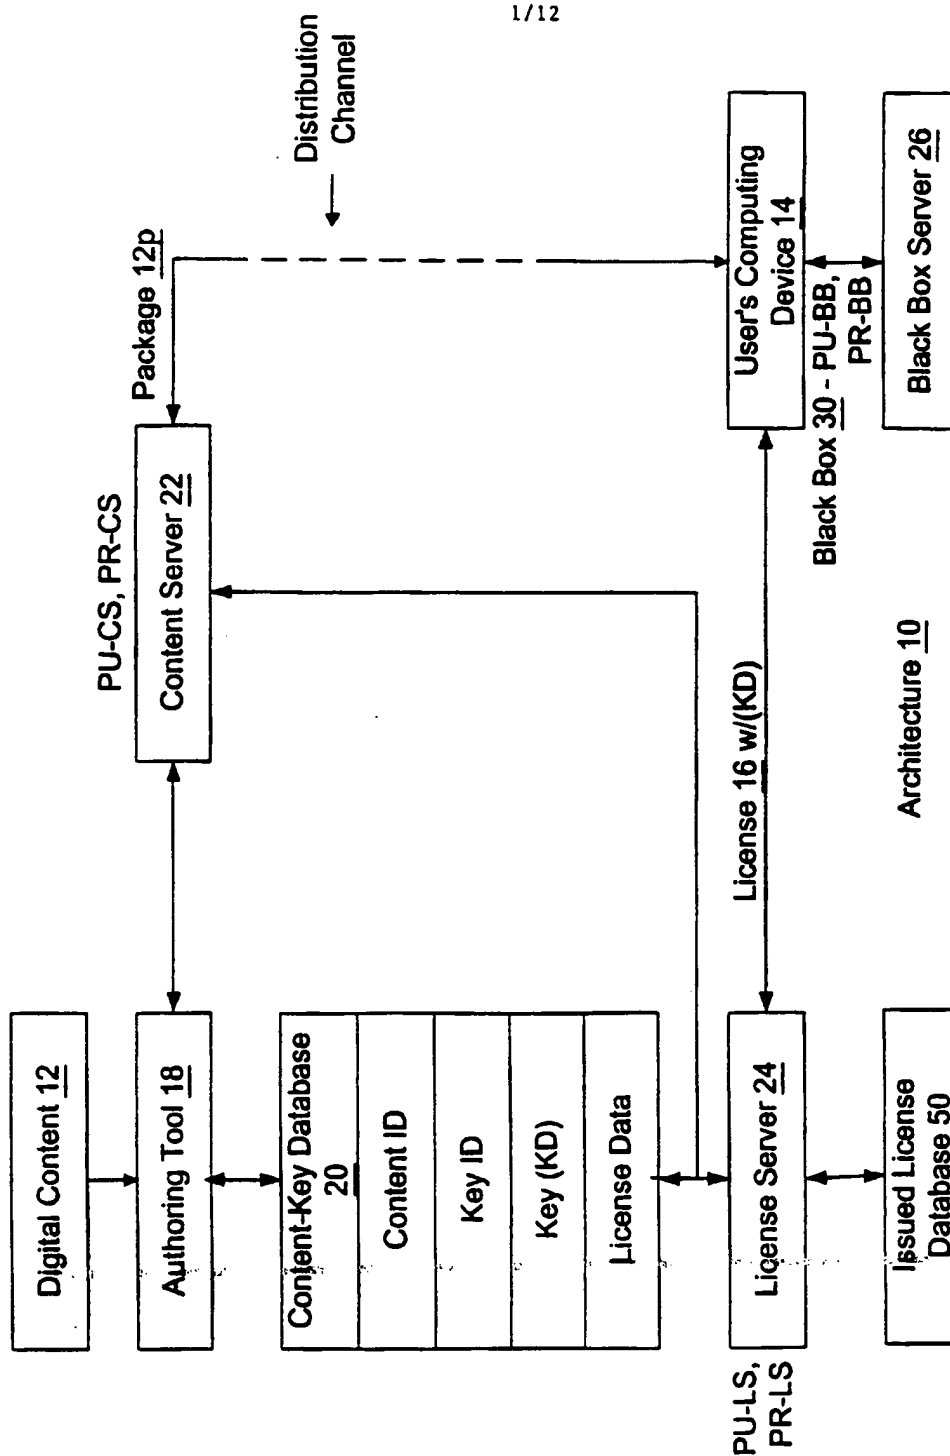 1/12
Digital Content 12
Authoring Tool 18
Content-Key Database
20
Content ID
Key ID
Key (KD)
License Data
PU-LS,
PR-LS
License Server 24
Issued License
Database 50
PU-CS, PR-CS
Content Server 22
Package 12p
Distribution
Channel
License 16 w/(KD)
User's Computing
Device 14
Black Box 30 - PU-BB,
PR-BB
Black Box Server 26
Architecture 10